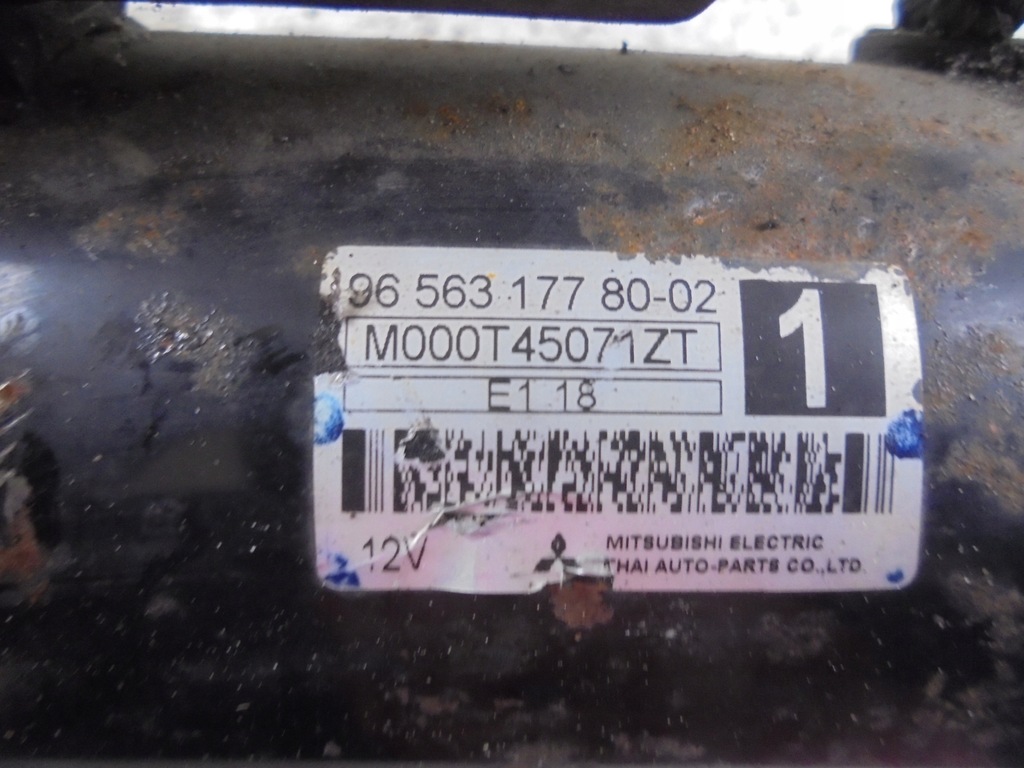 96 563 177 80-02
1
M000T45071ZT
E1 18
12V
MITSUBISHI ELECTRIC
THAI AUTO-PARTS CO.,LTD.